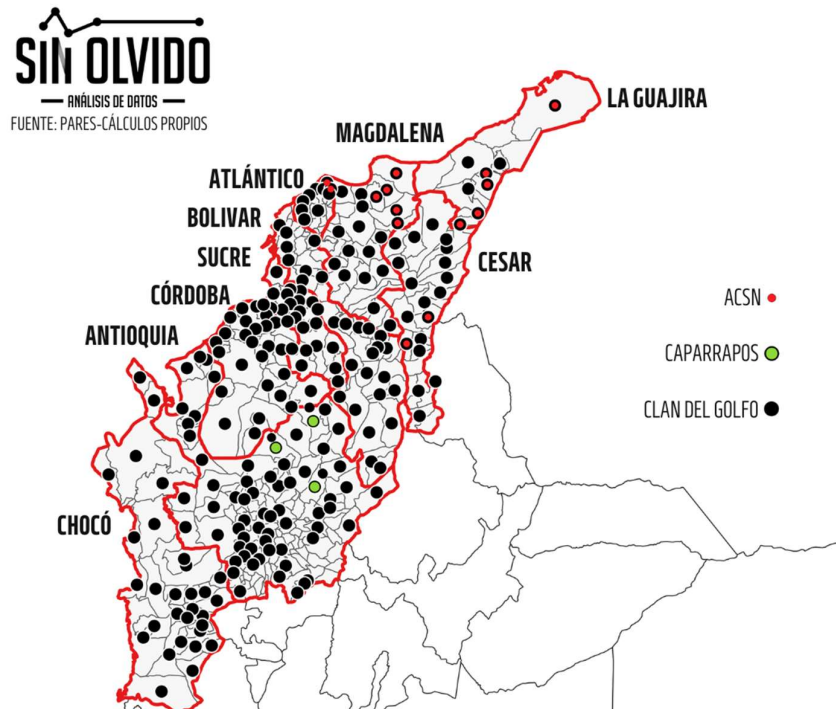 SIN OLVIDO
ANÁLISIS DE DATOS
FUENTE: PARES-CÁLCULOS PROPIOS
LA GUAJIRA
MAGDALENA
ATLÁNTICO
BOLIVAR
SUCRE
CESAR
CÓRDOBA
ANTIOQUIA
ACSN
CAPARRAPOS
CLAN DEL GOLFO
CHOCÓ